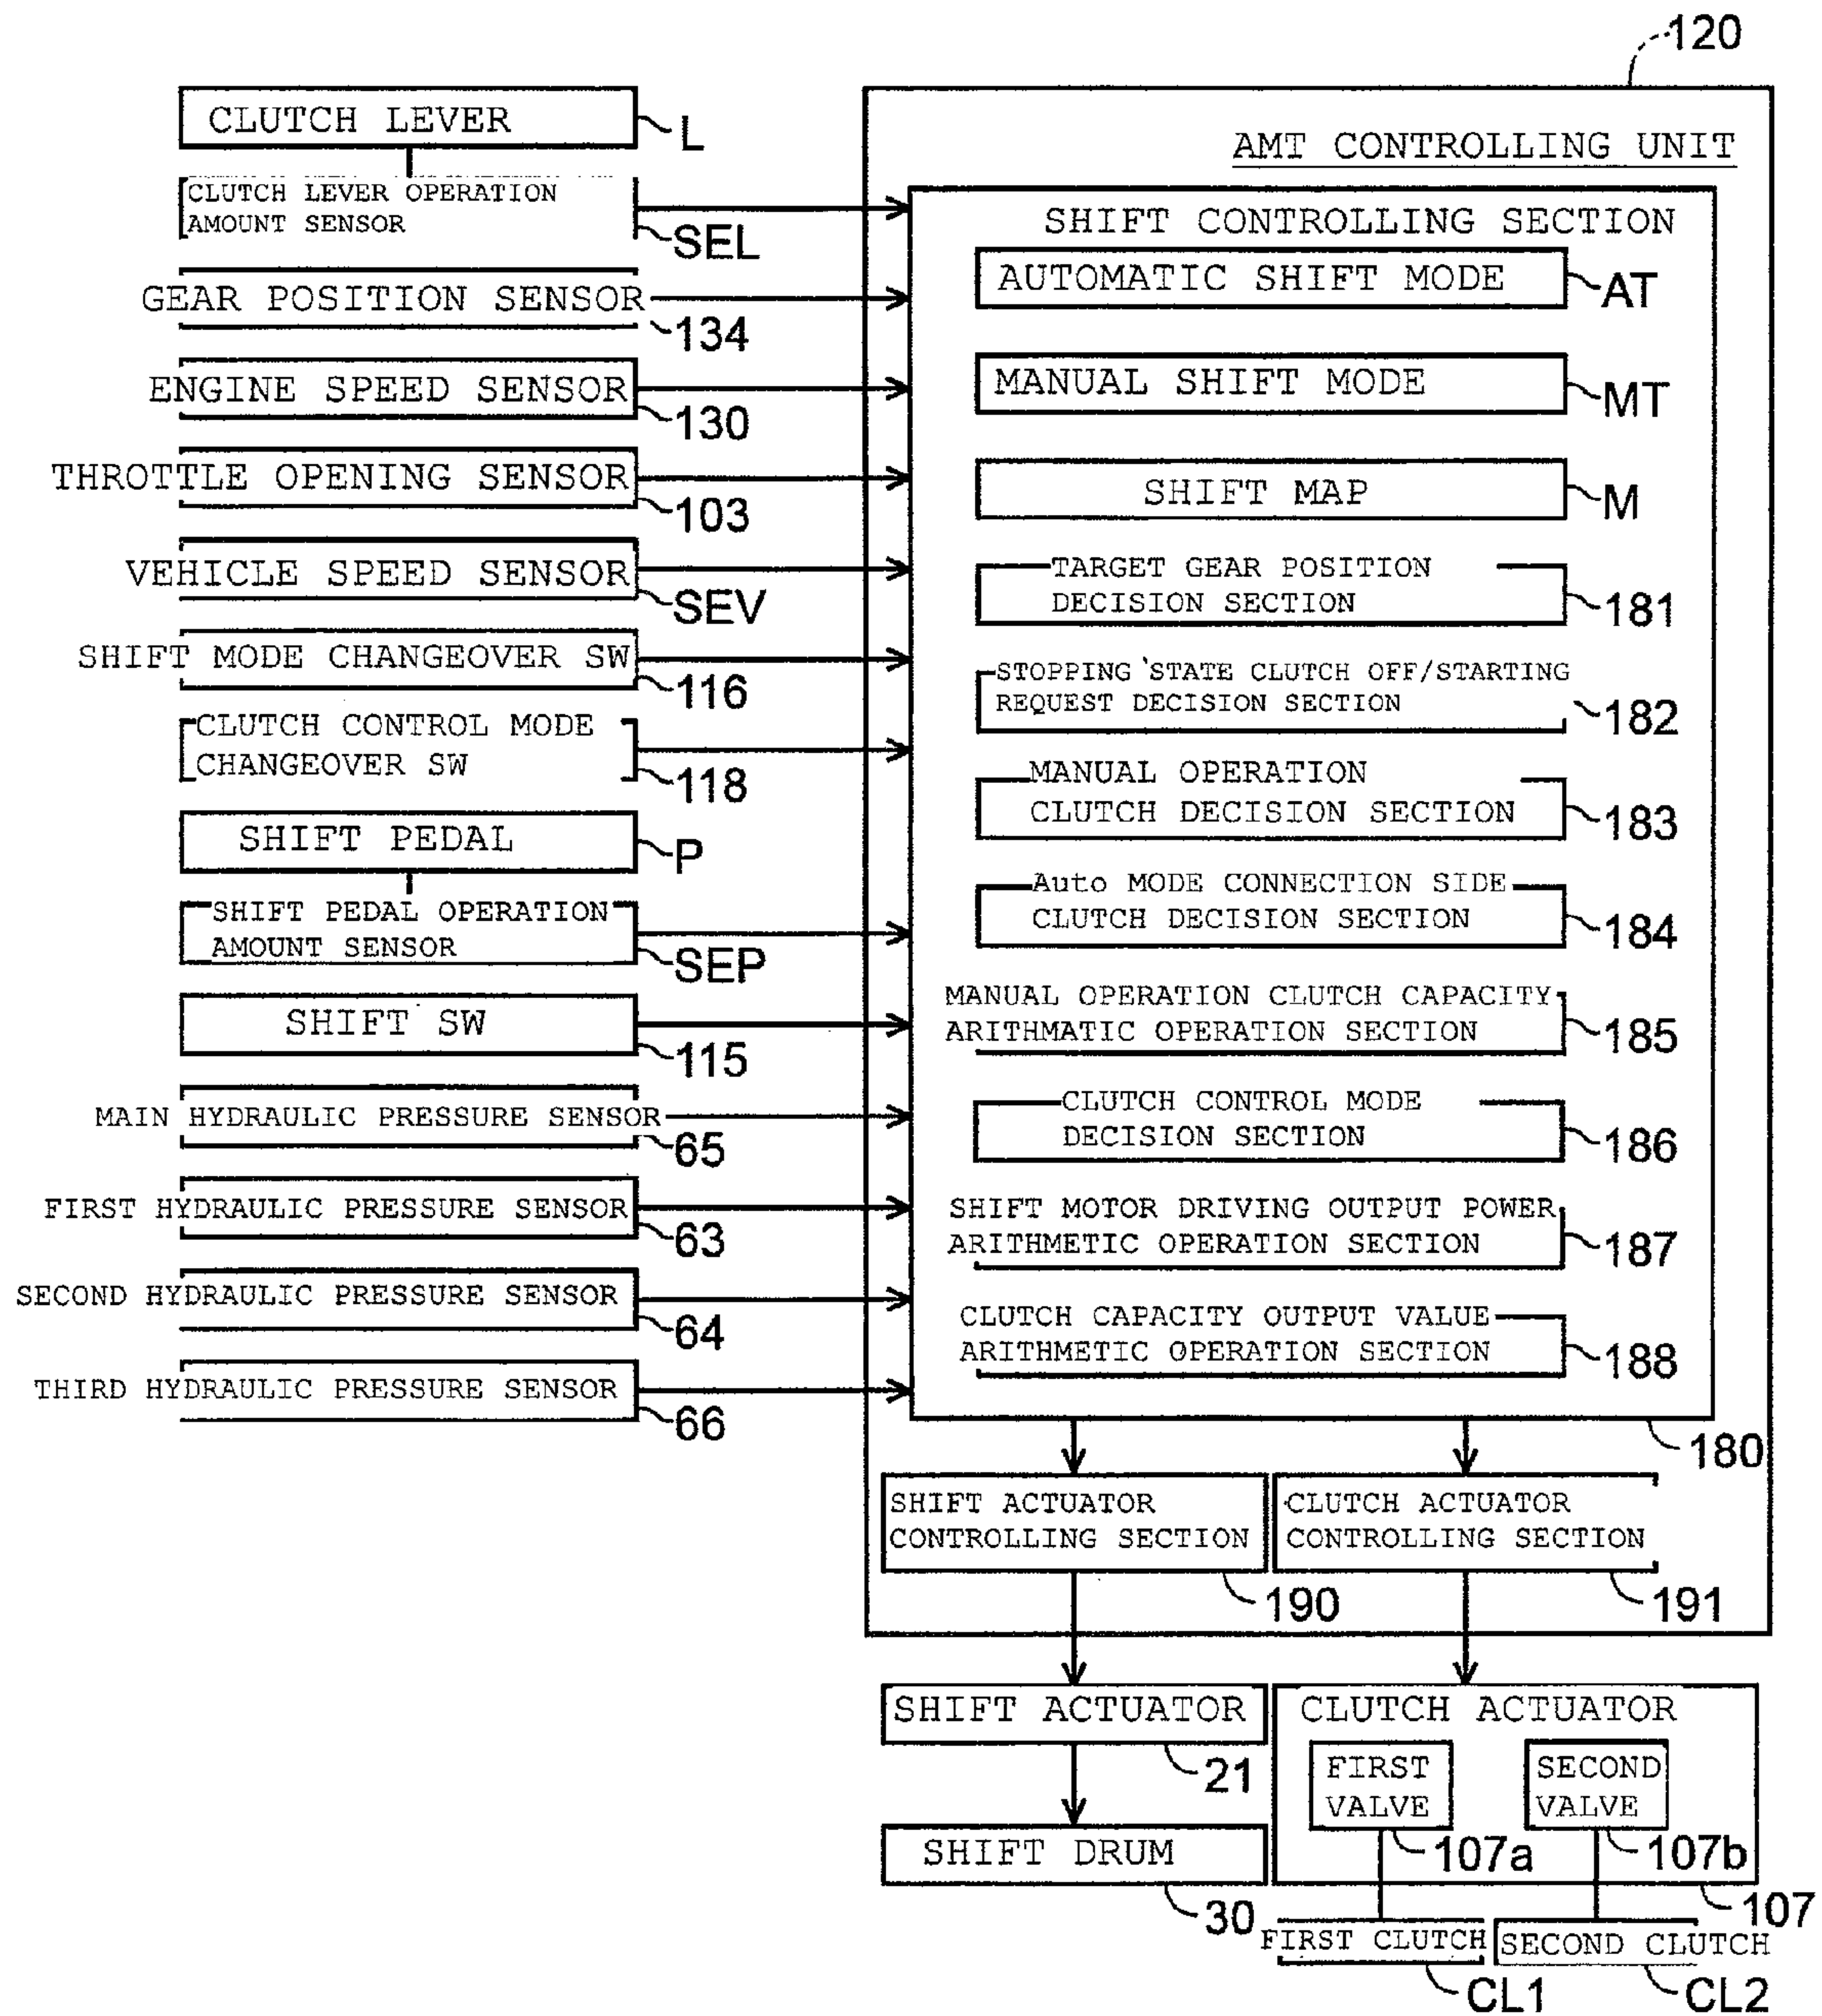 120
CLUTCH LEVER
L
CLUTCH LEVER OPERATION
AMOUNT SENSOR
SEL
GEAR POSITION SENSOR
134
ENGINE SPEED SENSOR
130
THROTTLE OPENING SENSOR
103
VEHICLE SPEED SENSOR
SEV
SHIFT MODE CHANGEOVER SW
116
CLUTCH CONTROL MODE
CHANGEOVER SW
118
SHIFT PEDAL
P
SHIFT PEDAL OPERATION
AMOUNT SENSOR
SEP
SHIFT SW
115
MAIN HYDRAULIC PRESSURE SENSOR
65
FIRST HYDRAULIC PRESSURE SENSOR
63
SECOND HYDRAULIC PRESSURE SENSOR
64
THIRD HYDRAULIC PRESSURE SENSOR
66
AMT CONTROLLING UNIT
SHIFT CONTROLLING SECTION
AUTOMATIC SHIFT MODE
AT
MANUAL SHIFT MODE
MT
SHIFT MAP
M
TARGET GEAR POSITION
DECISION SECTION
181
STOPPING STATE CLUTCH OFF/STARTING
REQUEST DECISION SECTION
182
MANUAL OPERATION
CLUTCH DECISION SECTION
183
Auto MODE CONNECTION SIDE
CLUTCH DECISION SECTION
184
MANUAL OPERATION CLUTCH CAPACITY
ARITHMATIC OPERATION SECTION
185
CLUTCH CONTROL MODE
DECISION SECTION
186
SHIFT MOTOR DRIVING OUTPUT POWER
ARITHMETIC OPERATION SECTION
187
CLUTCH CAPACITY OUTPUT VALUE
ARITHMETIC OPERATION SECTION
188
180
SHIFT ACTUATOR
CONTROLLING SECTION
190
CLUTCH ACTUATOR
CONTROLLING SECTION
191
SHIFT ACTUATOR
21
SHIFT DRUM
30
CLUTCH ACTUATOR
FIRST
VALVE
107a
SECOND
VALVE
107b
107
FIRST CLUTCH
CL1
SECOND CLUTCH
CL2